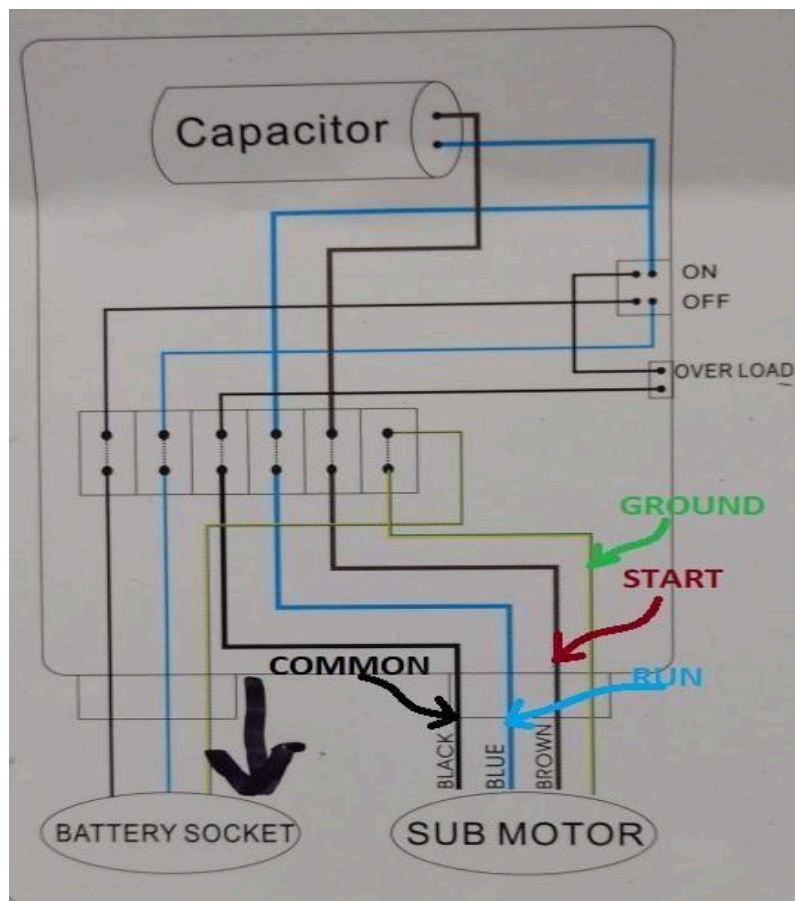 Capacitor
ON
OFF
OVER LOAD
GROUND
START
COMMON
RUN
BLACK
BLUE
BROWN
BATTERY SOCKET
SUB MOTOR